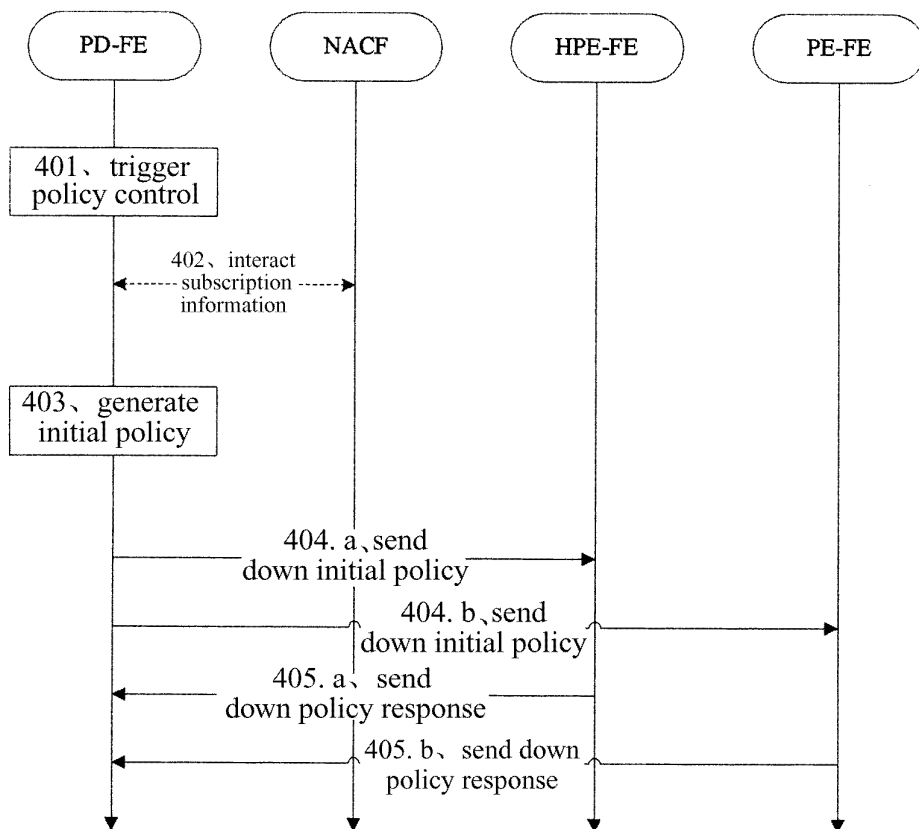 PD-FE
NACF
HPE-FE
PE-FE
401、trigger
policy control
402、interact
subscription
information
403、generate
initial policy
404. a、send
down initial policy
404. b、send
down initial policy
405. a、 send
down policy response
405. b、 send down
policy response